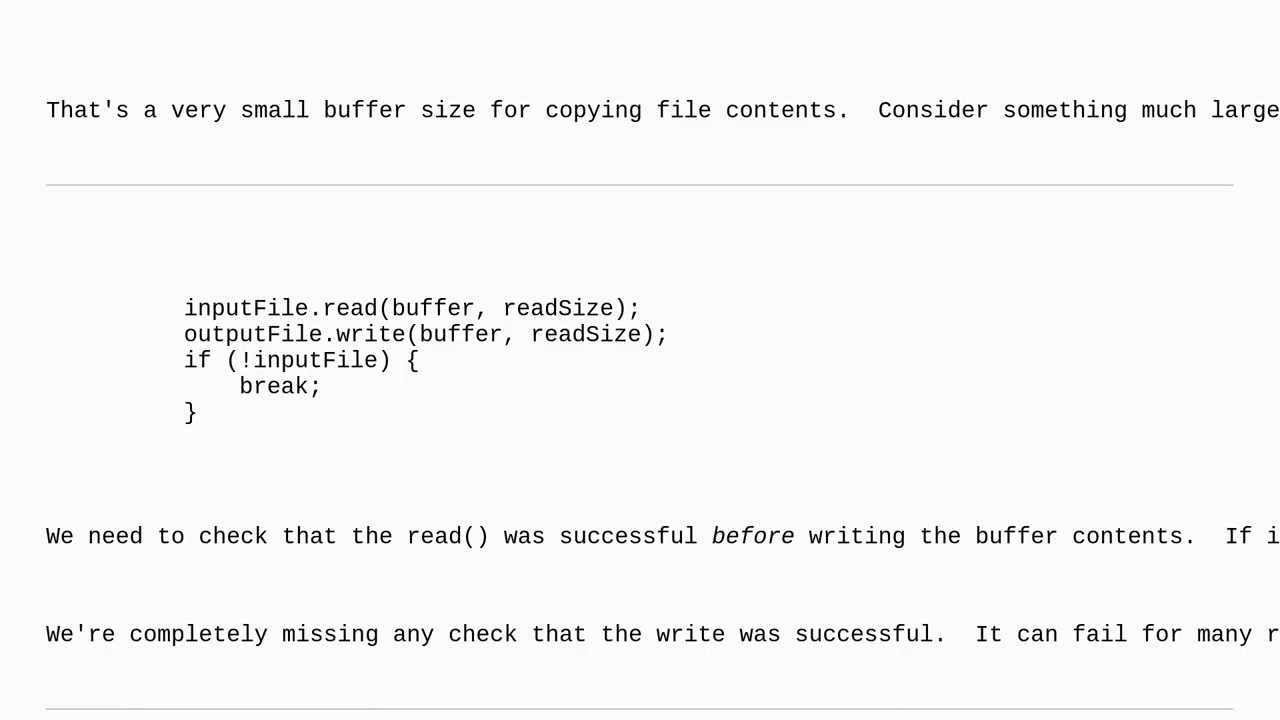 That's a very small buffer size for copying file contents.  Consider something much large
inputFile.read(buffer, readSize);
outputFile.write(buffer, readSize);
if (!inputFile) {
    break;
}
We need to check that the read() was successful before writing the buffer contents.  If i
We're completely missing any check that the write was successful.  It can fail for many r